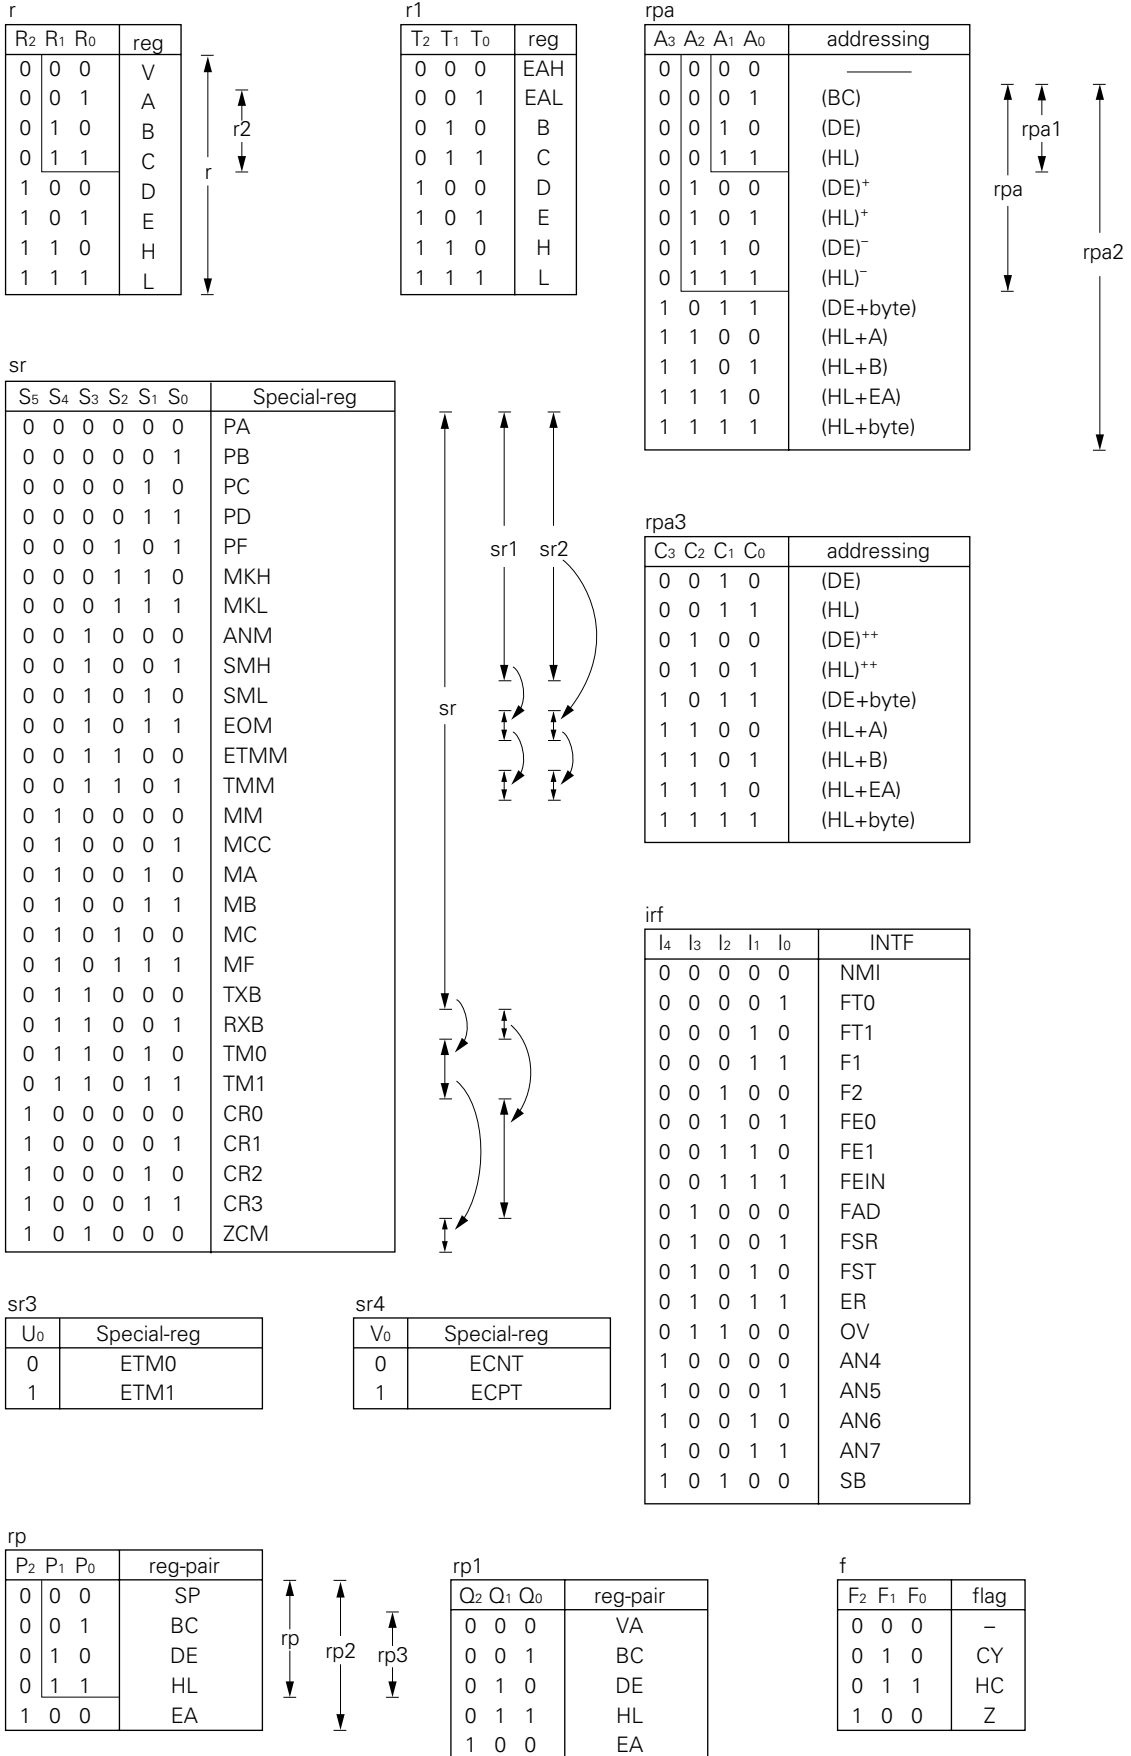 r
R2 R1 R0 reg
0 0 0 V
0 0 1 A
0 1 0 B
0 1 1 C
1 0 0 D
1 0 1 E
1 1 0 H
1 1 1 L
r2
r
r1
T2 T1 T0 reg
0 0 0 EAH
0 0 1 EAL
0 1 0 B
0 1 1 C
1 0 0 D
1 0 1 E
1 1 0 H
1 1 1 L
rpa
A3 A2 A1 A0 addressing
0 0 0 0 ———
0 0 0 1 (BC)
0 0 1 0 (DE)
0 0 1 1 (HL)
0 1 0 0 (DE)+
0 1 0 1 (HL)+
0 1 1 0 (DE)–
0 1 1 1 (HL)–
1 0 1 1 (DE+byte)
1 1 0 0 (HL+A)
1 1 0 1 (HL+B)
1 1 1 0 (HL+EA)
1 1 1 1 (HL+byte)
rpa1
rpa
rpa2
sr
S5 S4 S3 S2 S1 S0 Special-reg
0 0 0 0 0 0 PA
0 0 0 0 0 1 PB
0 0 0 0 1 0 PC
0 0 0 0 1 1 PD
0 0 0 1 0 1 PF
0 0 0 1 1 0 MKH
0 0 0 1 1 1 MKL
0 0 1 0 0 0 ANM
0 0 1 0 0 1 SMH
0 0 1 0 1 0 SML
0 0 1 0 1 1 EOM
0 0 1 1 0 0 ETMM
0 0 1 1 0 1 TMM
0 1 0 0 0 0 MM
0 1 0 0 0 1 MCC
0 1 0 0 1 0 MA
0 1 0 0 1 1 MB
0 1 0 1 0 0 MC
0 1 0 1 1 1 MF
0 1 1 0 0 0 TXB
0 1 1 0 0 1 RXB
0 1 1 0 1 0 TM0
0 1 1 0 1 1 TM1
1 0 0 0 0 0 CR0
1 0 0 0 0 1 CR1
1 0 0 0 1 0 CR2
1 0 0 0 1 1 CR3
1 0 1 0 0 0 ZCM
sr1 sr2
sr
rpa3
C3 C2 C1 C0 addressing
0 0 1 0 (DE)
0 0 1 1 (HL)
0 1 0 0 (DE)++
0 1 0 1 (HL)++
1 0 1 1 (DE+byte)
1 1 0 0 (HL+A)
1 1 0 1 (HL+B)
1 1 1 0 (HL+EA)
1 1 1 1 (HL+byte)
irf
I4 I3 I2 I1 I0 INTF
0 0 0 0 0 NMI
0 0 0 0 1 FT0
0 0 0 1 0 FT1
0 0 0 1 1 F1
0 0 1 0 0 F2
0 0 1 0 1 FE0
0 0 1 1 0 FE1
0 0 1 1 1 FEIN
0 1 0 0 0 FAD
0 1 0 0 1 FSR
0 1 0 1 0 FST
0 1 0 1 1 ER
0 1 1 0 0 OV
1 0 0 0 0 AN4
1 0 0 0 1 AN5
1 0 0 1 0 AN6
1 0 0 1 1 AN7
1 0 1 0 0 SB
sr3
U0 Special-reg
0 ETM0
1 ETM1
sr4
V0 Special-reg
0 ECNT
1 ECPT
rp
P2 P1 P0 reg-pair
0 0 0 SP
0 0 1 BC
0 1 0 DE
0 1 1 HL
1 0 0 EA
rp
rp2
rp3
rp1
Q2 Q1 Q0 reg-pair
0 0 0 VA
0 0 1 BC
0 1 0 DE
0 1 1 HL
1 0 0 EA
f
F2 F1 F0 flag
0 0 0 –
0 1 0 CY
0 1 1 HC
1 0 0 Z